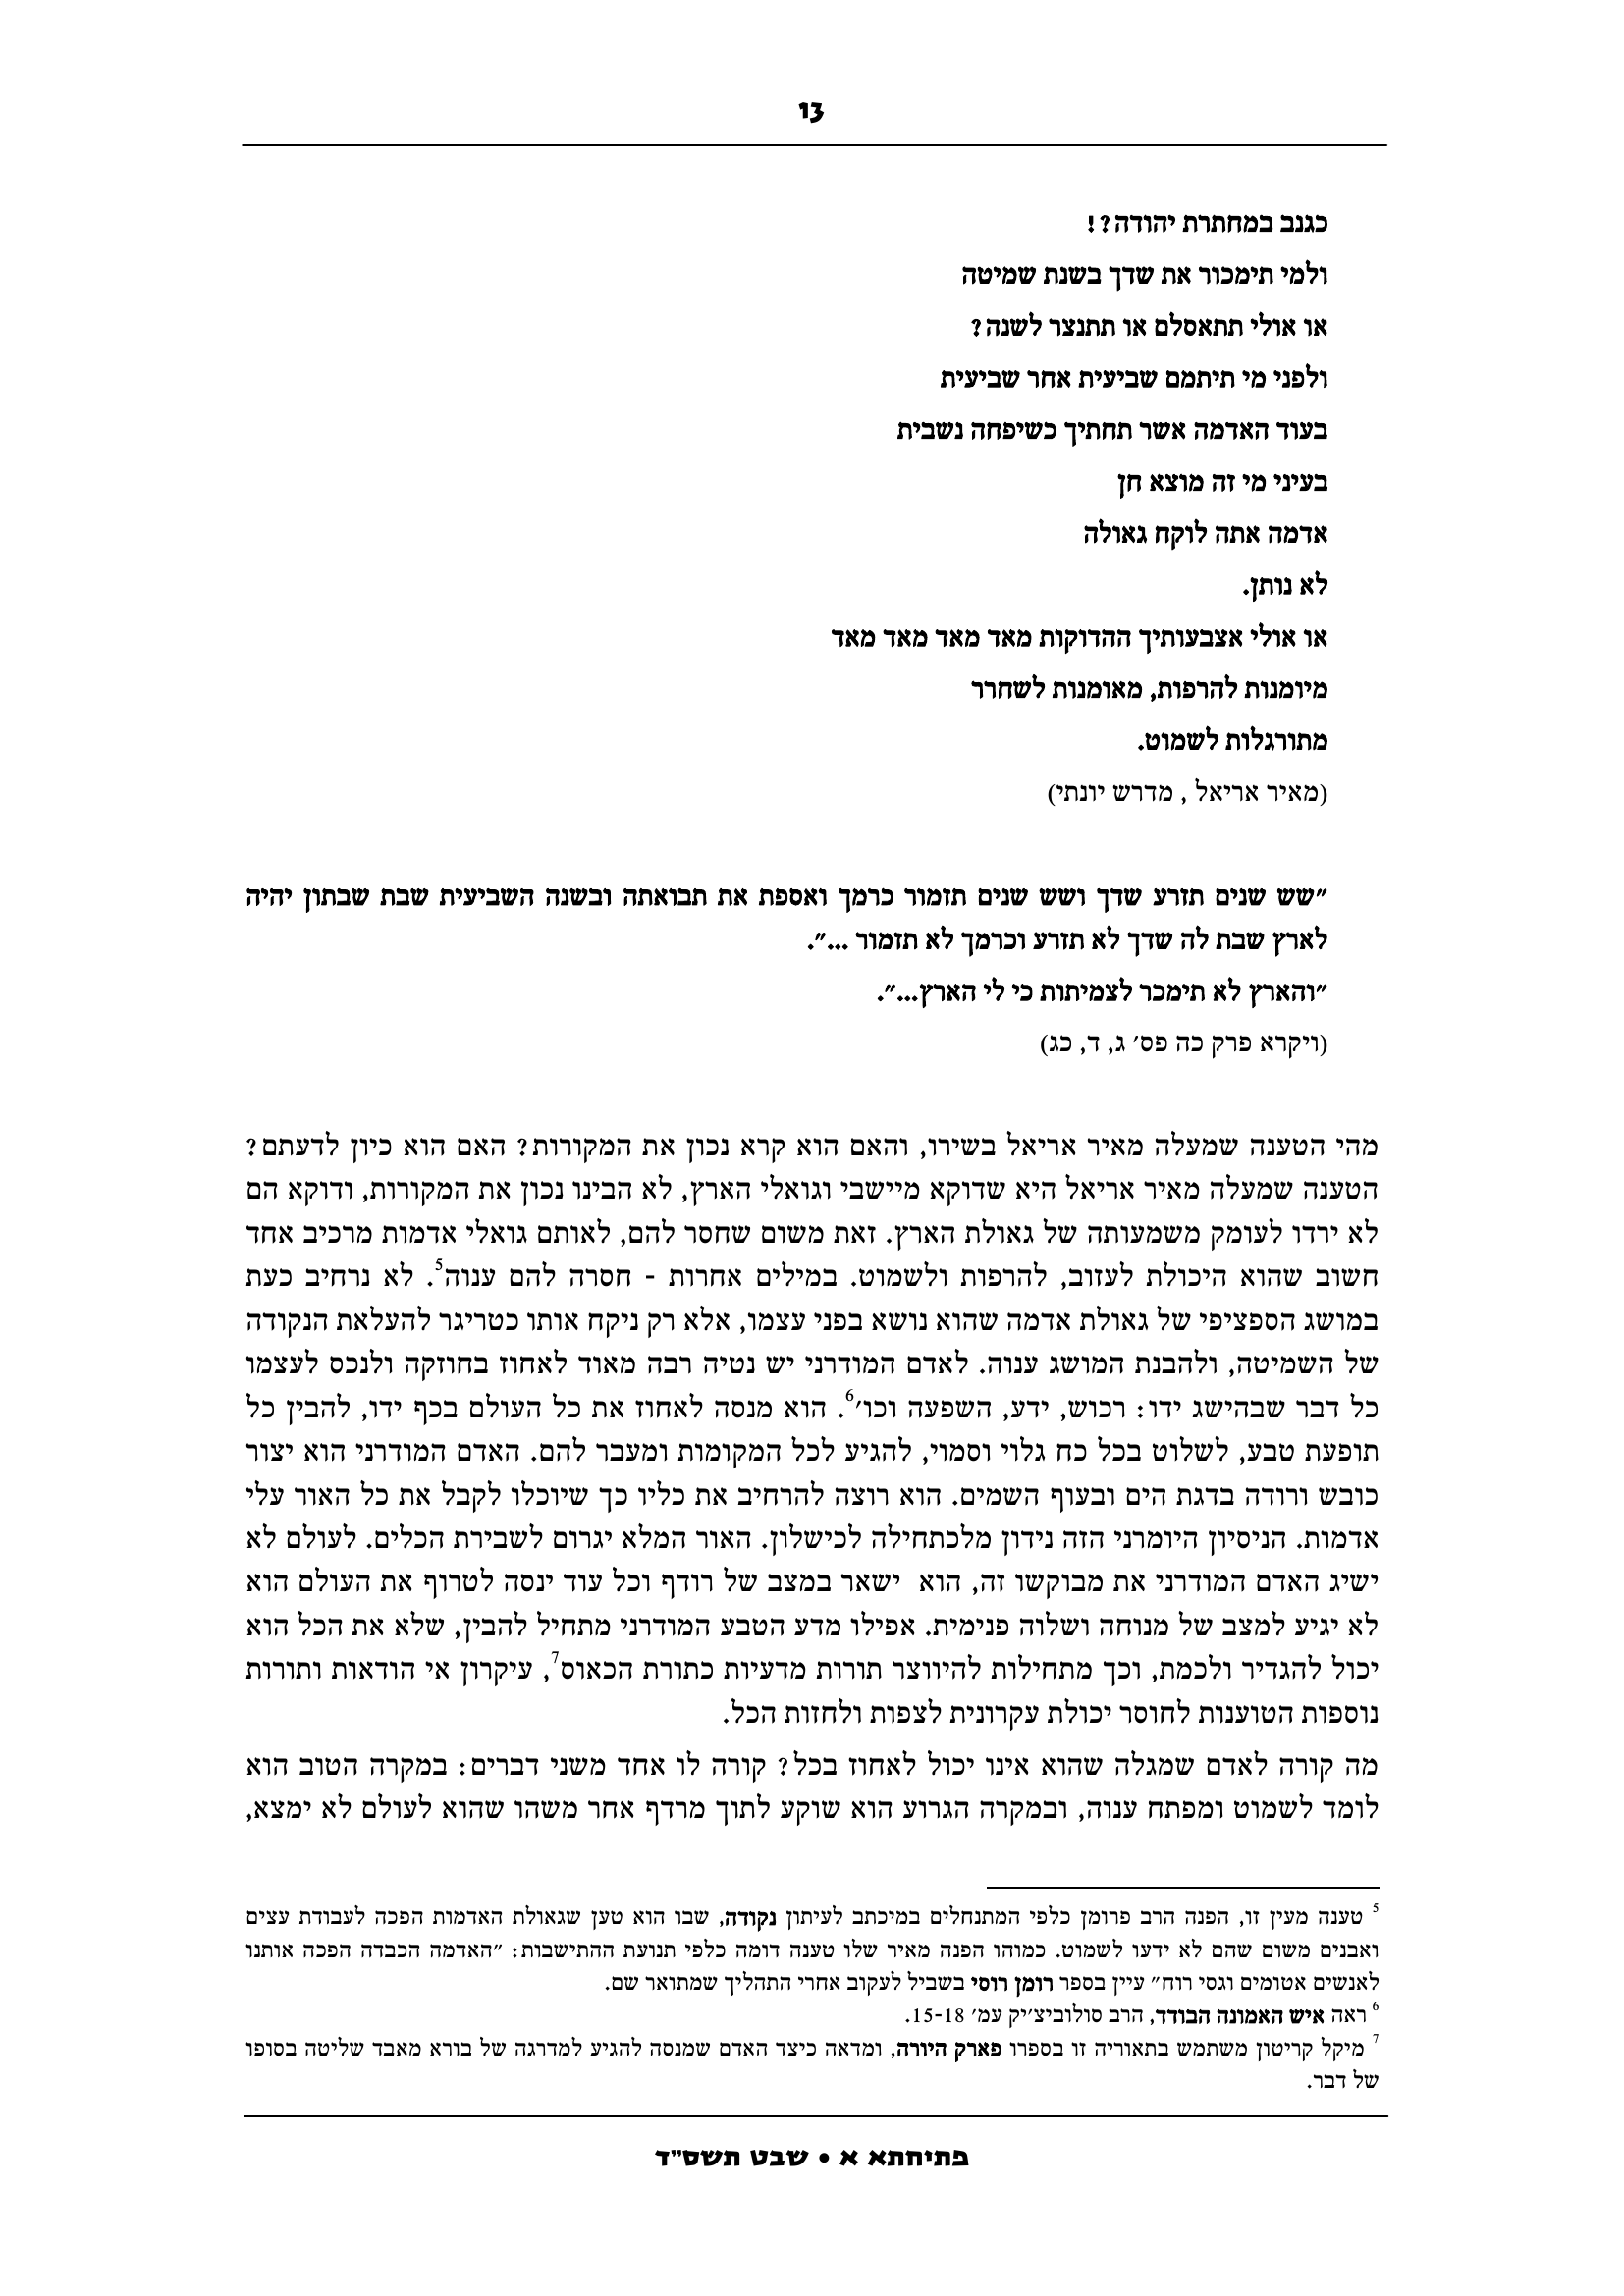 נו
כגנב במחתרת יהודה?!
ולמי תימכור את שדך בשנת שמיטה
או אולי תתאסלם או תתנצר לשנה?
ולפני מי תיתמם שביעית אחר שביעית
בעוד האדמה אשר תחתיך כשיפחה נשבית
בעיני מי זה מוצא חן
אדמה אתה לוקח גאולה
לא נותן.
או אולי אצבעותיך ההדוקות מאד מאד מאד מאד
מיומנות להרפות, מאומנות לשחרר
מתורגלות לשמוט.
(מאיר אריאל , מדרש יונתי)
״שש שנים תזרע שדך ושש שנים תזמור כרמך ואספת את תבואתה ובשנה השביעית שבת שבתון יהיה
לארץ שבת לה שדך לא תזרע וכרמך לא תזמור ...״.
״והארץ לא תימכר לצמיתות כי לי הארץ...״.
(ויקרא פרק כה פס׳ ג, ד, כג)
מהי הטענה שמעלה מאיר אריאל בשירו, והאם הוא קרא נכון את המקורות? האם הוא כיון לדעתם?
הטענה שמעלה מאיר אריאל היא שדוקא מיישבי וגואלי הארץ, לא הבינו נכון את המקורות, ודוקא הם
לא ירדו לעומק משמעותה של גאולת הארץ. זאת משום שחסר להם, לאותם גואלי אדמות מרכיב אחד
חשוב שהוא היכולת לעזוב, להרפות ולשמוט. במילים אחרות - חסרה להם ענוה5. לא נרחיב כעת
במושג הספציפי של גאולת אדמה שהוא נושא בפני עצמו, אלא רק ניקח אותו כטריגר להעלאת הנקודה
של השמיטה, ולהבנת המושג ענוה. לאדם המודרני יש נטיה רבה מאוד לאחוז בחוזקה ולנכס לעצמו
כל דבר שבהישג ידו: רכוש, ידע, השפעה וכו׳6. הוא מנסה לאחוז את כל העולם בכף ידו, להבין כל
תופעת טבע, לשלוט בכל כח גלוי וסמוי, להגיע לכל המקומות ומעבר להם. האדם המודרני הוא יצור
כובש ורודה בדגת הים ובעוף השמים. הוא רוצה להרחיב את כליו כך שיוכלו לקבל את כל האור עלי
אדמות. הניסיון היומרני הזה נידון מלכתחילה לכישלון. האור המלא יגרום לשבירת הכלים. לעולם לא
ישיג האדם המודרני את מבוקשו זה, הוא  ישאר במצב של רודף וכל עוד ינסה לטרוף את העולם הוא
לא יגיע למצב של מנוחה ושלוה פנימית. אפילו מדע הטבע המודרני מתחיל להבין, שלא את הכל הוא
יכול להגדיר ולכמת, וכך מתחילות להיווצר תורות מדעיות כתורת הכאוס7, עיקרון אי הודאות ותורות
נוספות הטוענות לחוסר יכולת עקרונית לצפות ולחזות הכל.
מה קורה לאדם שמגלה שהוא אינו יכול לאחוז בכל? קורה לו אחד משני דברים: במקרה הטוב הוא
לומד לשמוט ומפתח ענוה, ובמקרה הגרוע הוא שוקע לתוך מרדף אחר משהו שהוא לעולם לא ימצא,
5 טענה מעין זו, הפנה הרב פרומן כלפי המתנחלים במיכתב לעיתון נקודה, שבו הוא טען שגאולת האדמות הפכה לעבודת עצים
ואבנים משום שהם לא ידעו לשמוט. כמוהו הפנה מאיר שלו טענה דומה כלפי תנועת ההתישבות: ״האדמה הכבדה הפכה אותנו
לאנשים אטומים וגסי רוח״ עיין בספר רומן רוסי בשביל לעקוב אחרי התהליך שמתואר שם.
6 ראה איש האמונה הבודד, הרב סולוביצ׳יק עמ׳ 15-18.
7 מיקל קריטון משתמש בתאוריה זו בספרו פארק היורה, ומדאה כיצד האדם שמנסה להגיע למדרגה של בורא מאבד שליטה בסופו
של דבר.
פתיחתא א • שבט תשס״ד